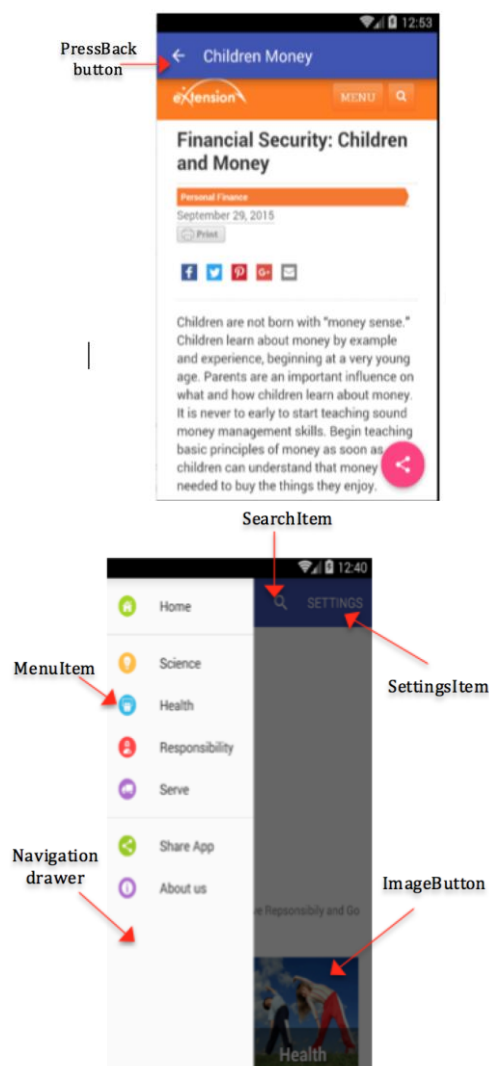 12:53
PressBack
button
Children Money
eXtension
MENU
Financial Security: Children
and Money
Personal Finance
September 29, 2015
Print
Children are not born with "money sense."
Children learn about money by example
and experience, beginning at a very young
age. Parents are an important influence on
what and how children learn about money.
It is never to early to start teaching sound
money management skills. Begin teaching
basic principles of money as soon as
children can understand that money
needed to buy the things they enjoy.
SearchItem
12:40
Home
SETTINGS
Science
MenuItem
SettingsItem
Health
Responsibility
Serve
Navigation
drawer
Share App
About us
ImageButton
ve Repsonsibily and Go
Health